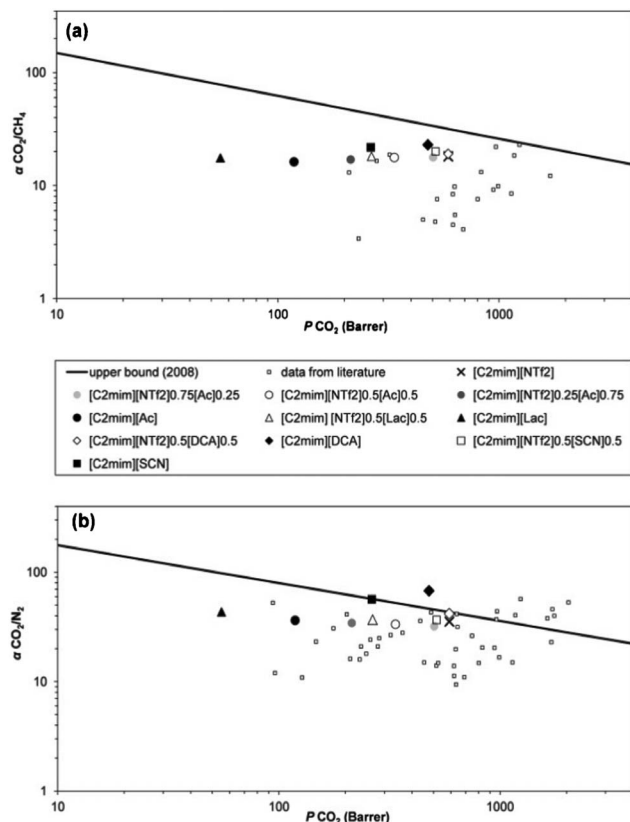 (a)
α CO2/CH4
100
10
1
10
100
1000
P CO2 (Barrer)
upper bound (2008)
data from literature
[C2mim][NTf2]
[C2mim][NTf2]0.75[Ac]0.25
[C2mim][NTf2]0.5[Ac]0.5
[C2mim][NTf2]0.25[Ac]0.75
[C2mim][Ac]
[C2mim] [NTf2]0.5[Lac]0.5
[C2mim][Lac]
[C2mim][NTf2]0.5[DCA]0.5
[C2mim][DCA]
[C2mim][NTf2]0.5[SCN]0.5
[C2mim][SCN]
(b)
α CO2/N2
100
10
1
10
100
1000
P CO2 (Barrer)